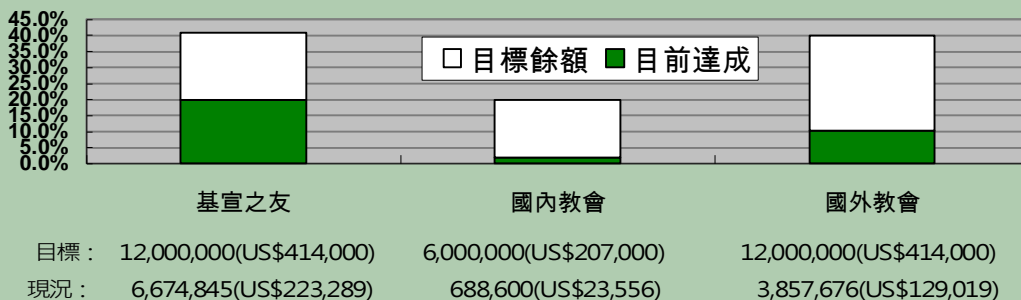 45.0%
40.0%
35.0%
30.0%
25.0%
20.0%
15.0%
10.0%
5.0%
0.0%
目標餘額 目前達成
基宣之友 國內教會 國外教會
目標： 12,000,000(US$414,000) 6,000,000(US$207,000) 12,000,000(US$414,000)
現況： 6,674,845(US$223,289) 688,600(US$23,556) 3,857,676(US$129,019)